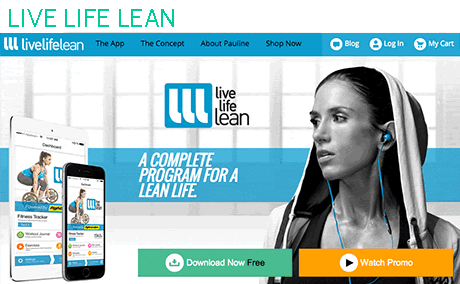 LIVE LIFE LEAN
livelifelean The App The Concept About Pauline Shop Now Blog Log In My Cart
live
life
lean
A COMPLETE
PROGRAM FOR A
LEAN LIFE.
Dashboard
Fitness Tracker
Workout Journal
Exercises
Download Now Free Watch Promo